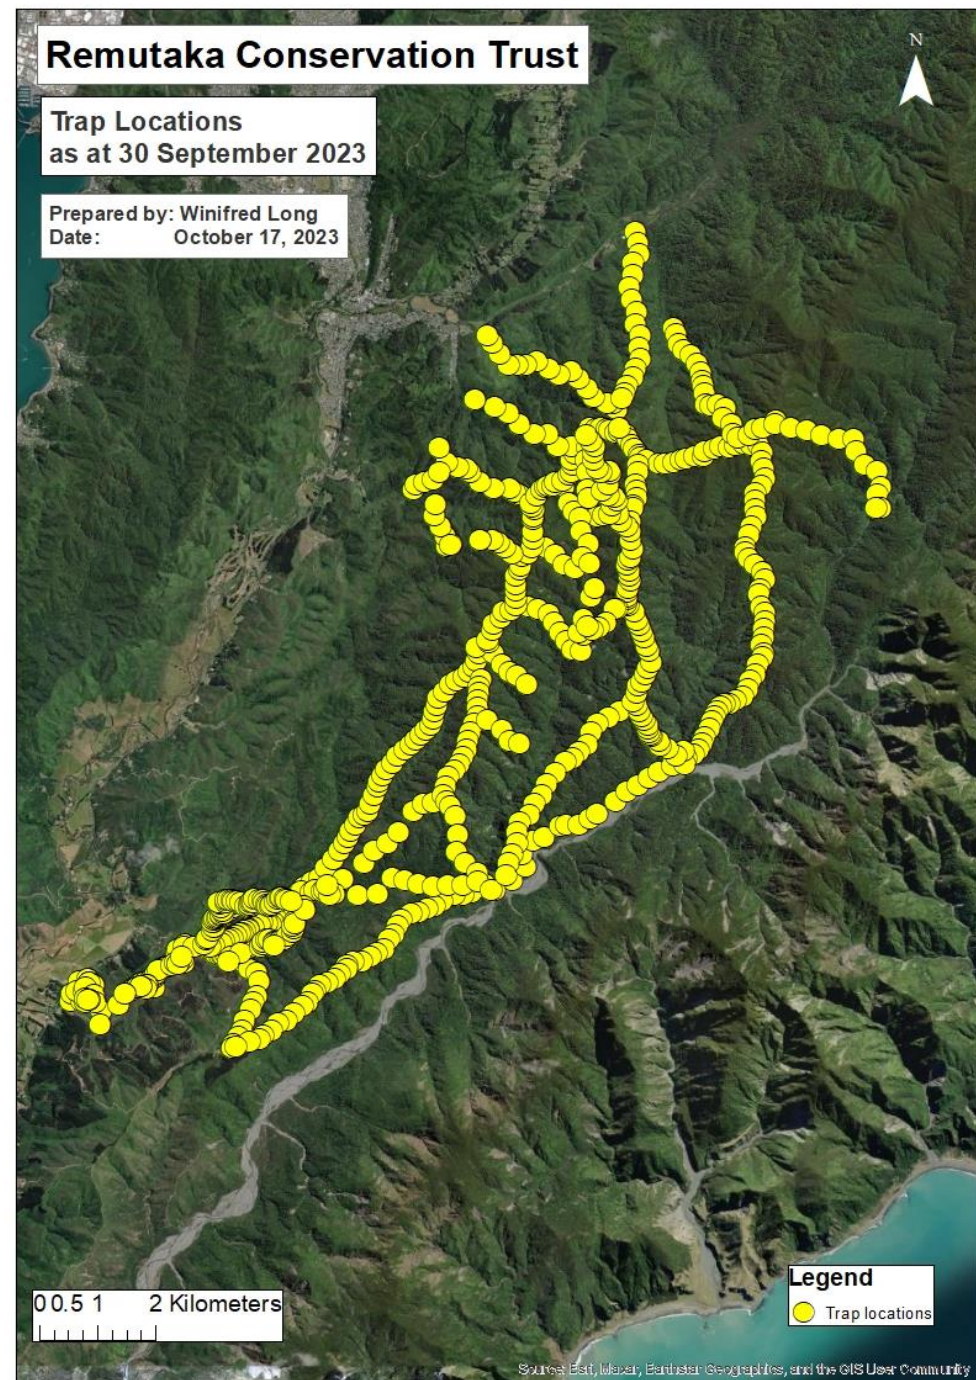 Remutaka Conservation Trust
N
Trap Locations
as at 30 September 2023
Prepared by: Winifred Long
Date: October 17, 2023
0 0.5 1 2 Kilometers
Legend
Trap locations
Source: Esri, Maxar, Earthstar Geographics, and the GIS User Community